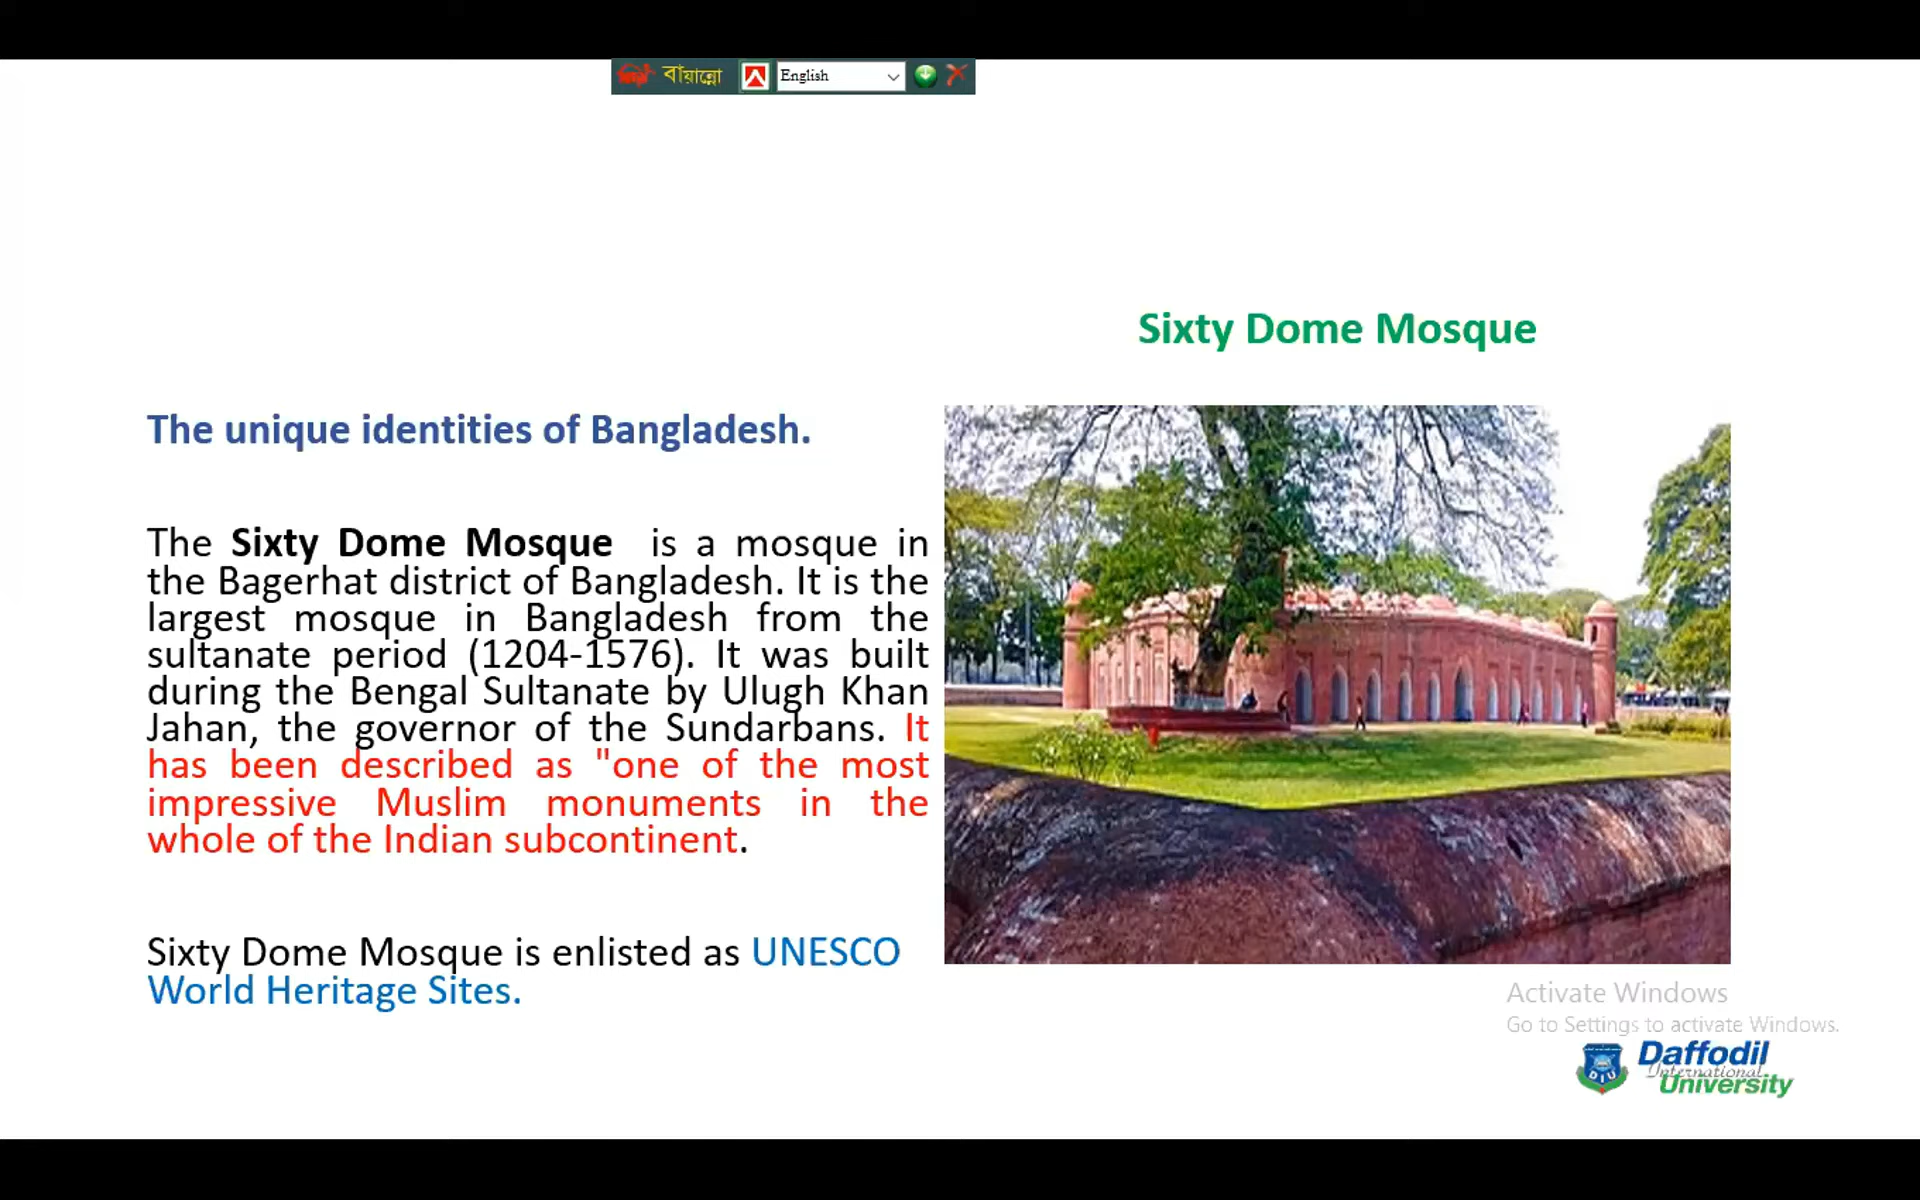 বায়ান্নো
English
Sixty Dome Mosque
The unique identities of Bangladesh.
The Sixty Dome Mosque is a mosque in
the Bagerhat district of Bangladesh. It is the
largest mosque in Bangladesh from the
sultanate period (1204-1576). It was built
during the Bengal Sultanate by Ulugh Khan
Jahan, the governor of the Sundarbans. It
has been described as "one of the most
impressive Muslim monuments in the
whole of the Indian subcontinent.
Sixty Dome Mosque is enlisted as UNESCO
World Heritage Sites.
Activate Windows
Go to Settings to activate Windows.
DIU
Daffodil
International
University